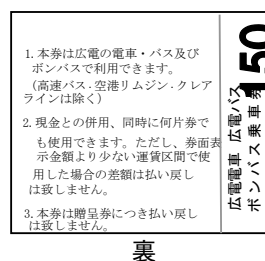 1. 本券は広電の電車・バス及び
ボンバスで利用できます。
（高速バス・空港リムジン・クレア
ラインは除く）
2. 現金との併用、同時に何片券で
も使用できます。ただし、券面表
示金額より少ない運賃区間で使
用した場合の差額は払い戻し
は致しません。
3. 本券は贈呈券につき払い戻し
は致しません。
広電電車 広電バス
ボンバス乗車券
150
裏